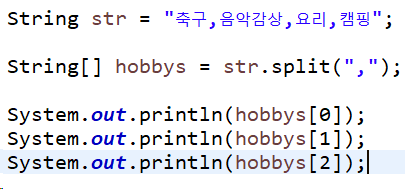 String str = "축구,음악감상,요리,캠핑";
String[] hobbys = str.split(",");
System.out.println(hobbys[0]);
System.out.println(hobbys[1]);
System.out.println(hobbys[2]);